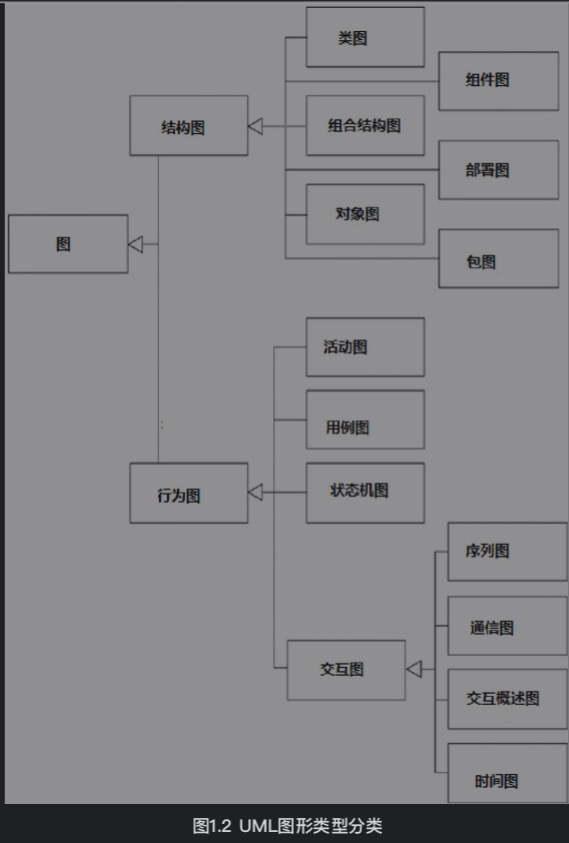 类图
组件图
结构图
组合结构图
部署图
对象图
图
包图
活动图
用例图
行为图
状态机图
序列图
通信图
交互图
交互概述图
时间图
图1.2 UML图形类型分类